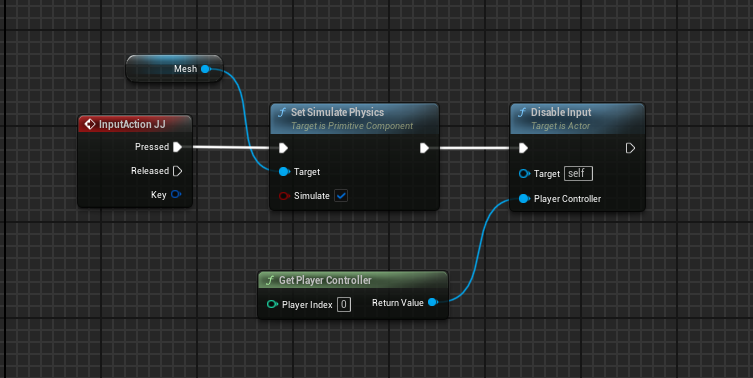 Mesh
InputAction JJ
Pressed
Released
Key
Set Simulate Physics
Target is Primitive Component
Target
Simulate
Disable Input
Target is Actor
Target self
Player Controller
Get Player Controller
Player Index 0
Return Value